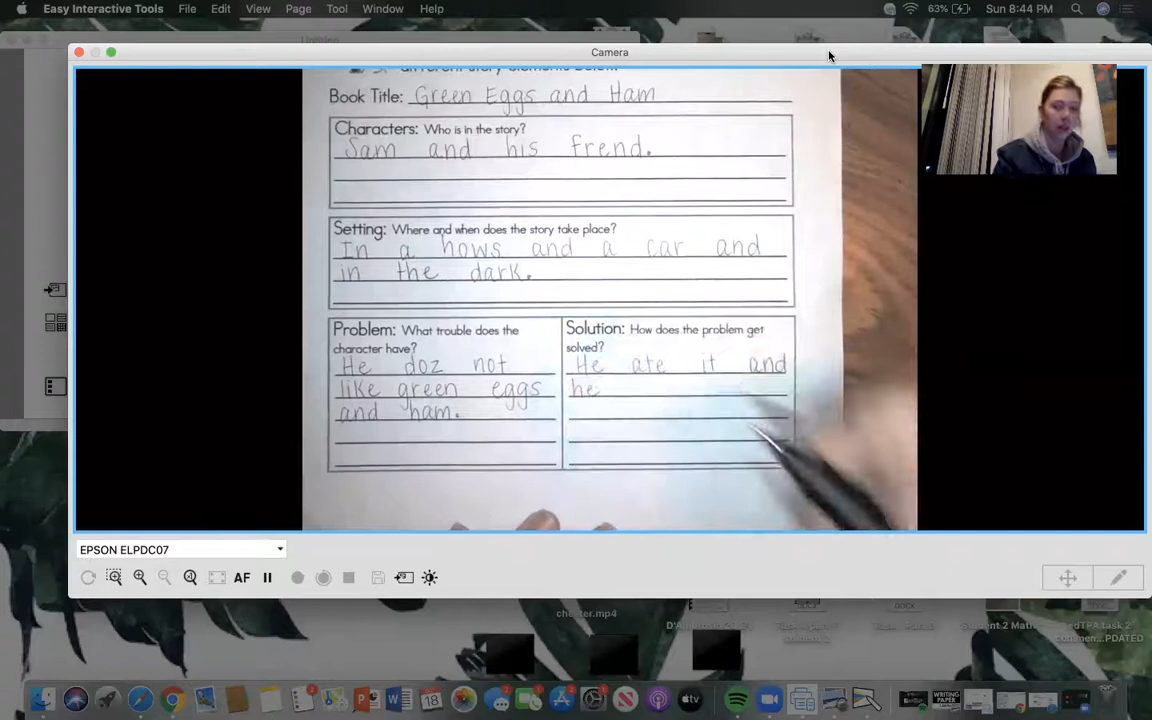 Easy Interactive Tools File Edit View Page Tool Window Help
63% Sun 8:44 PM
Camera
Book Title: Green Eggs and Ham
Characters: Who is in the story?
Sam and his frend.
Setting: Where and when does the story take place?
In a hows and a car and
in the dark.
Problem: What trouble does the
character have?
He doz not
like green eggs
and ham.
Solution: How does the problem get
solved?
He ate it and
he
EPSON ELPDC07
AF
chester.mp4